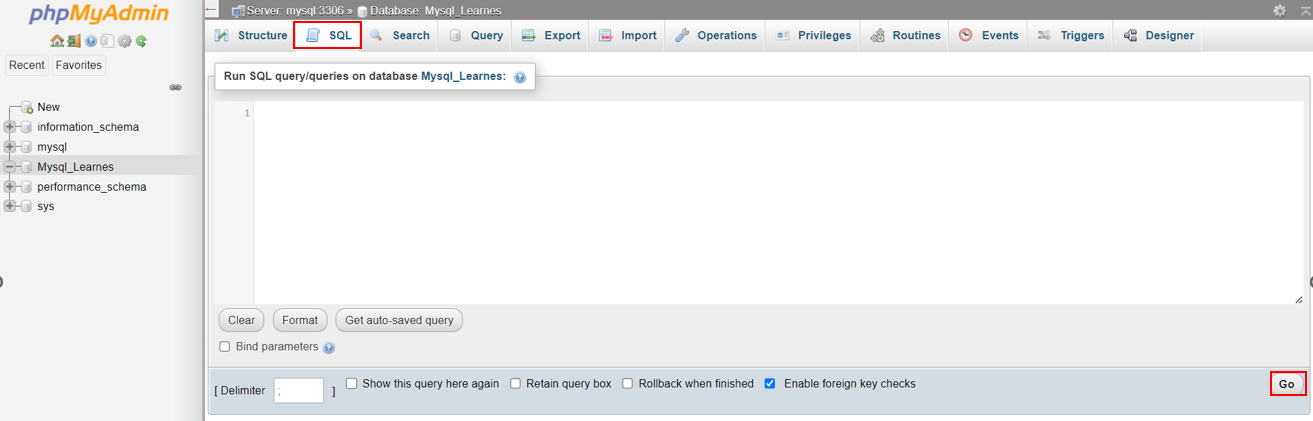 phpMyAdmin
Recent Favorites
New
information_schema
mysql
Mysql_Learnes
performance_schema
sys
Server: mysql:3306 » Database: Mysql_Learnes
Structure SQL Search Query Export Import Operations Privileges Routines Events Triggers Designer
Run SQL query/queries on database Mysql_Learnes:
1
Clear Format Get auto-saved query
Bind parameters
[ Delimiter ; ] Show this query here again Retain query box Rollback when finished Enable foreign key checks Go